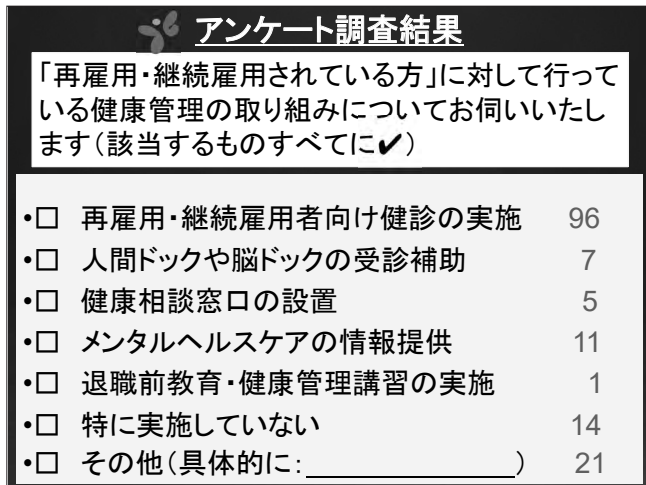 アンケート調査結果
「再雇用・継続雇用されている方」に対して行って
いる健康管理の取り組みについてお伺いいたし
ます(該当するものすべてに✔)
•□ 再雇用・継続雇用者向け健診の実施 96
•□ 人間ドックや脳ドックの受診補助 7
•□ 健康相談窓口の設置 5
•□ メンタルヘルスケアの情報提供 11
•□ 退職前教育・健康管理講習の実施 1
•□ 特に実施していない 14
•□ その他(具体的に:_______________) 21